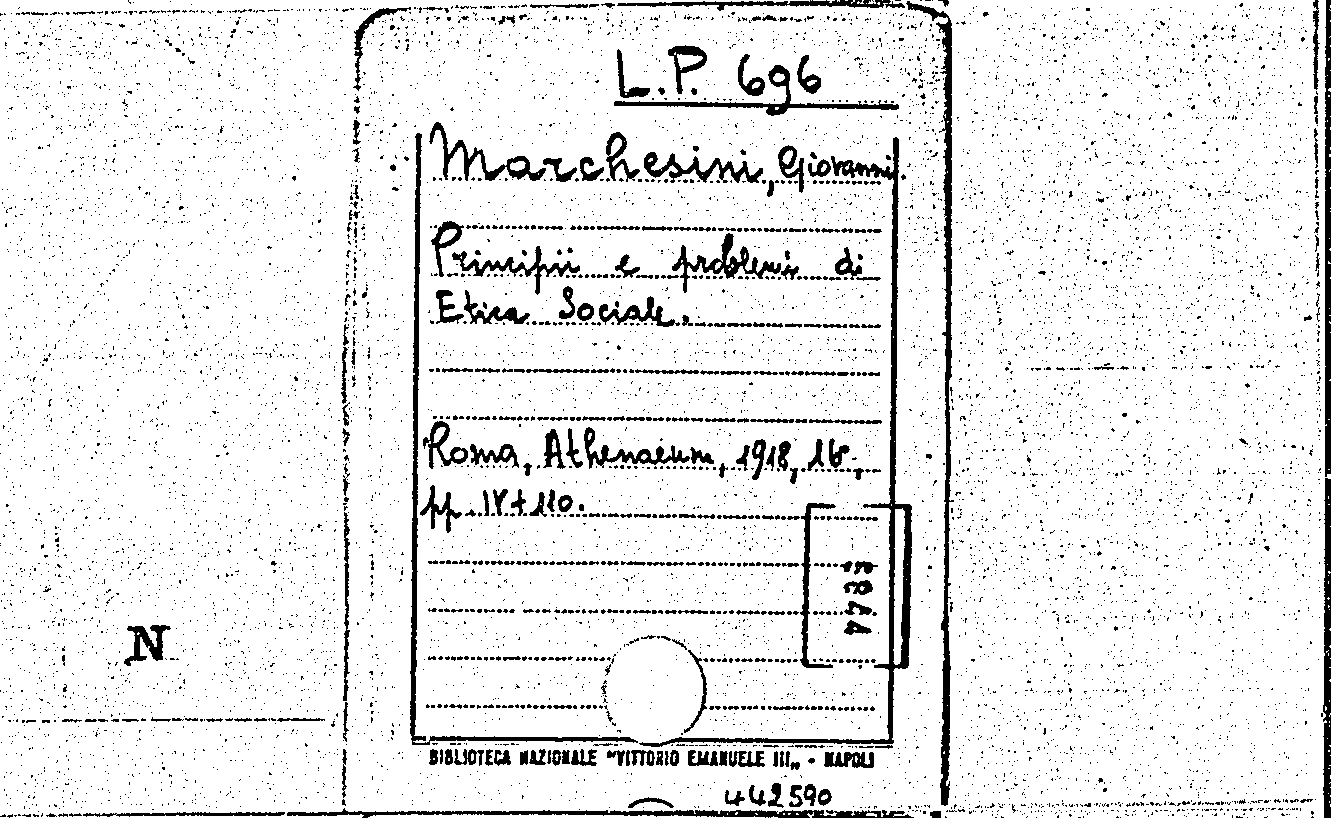 L.P. 696
Marchesini, Giovanni.
Principii e problemi di
Etica Sociale.
Roma, Athenaeum, 1918, 16°,
pp. IV + 110.
N
BIBLIOTECA NAZIONALE "VITTORIO EMANUELE III„ - NAPOLI
442590